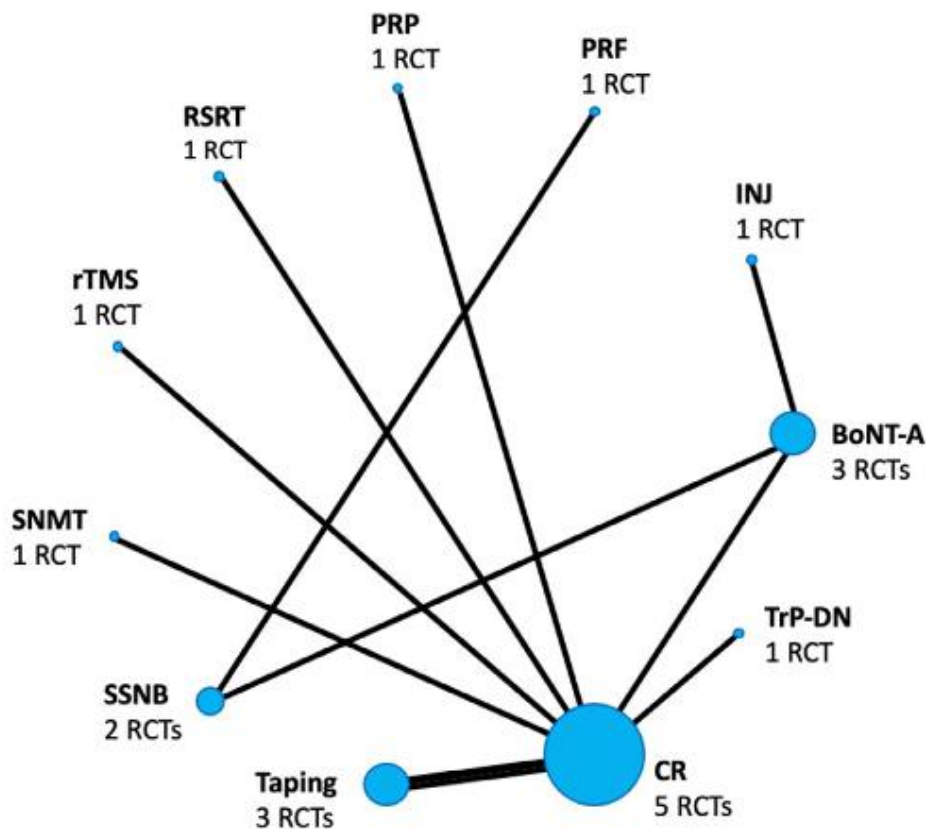 PRP
1 RCT
PRF
1 RCT
RSRT
1 RCT
INJ
1 RCT
rTMS
1 RCT
BoNT-A
3 RCTs
SNMT
1 RCT
TrP-DN
1 RCT
SSNB
2 RCTs
Taping
3 RCTs
CR
5 RCTs